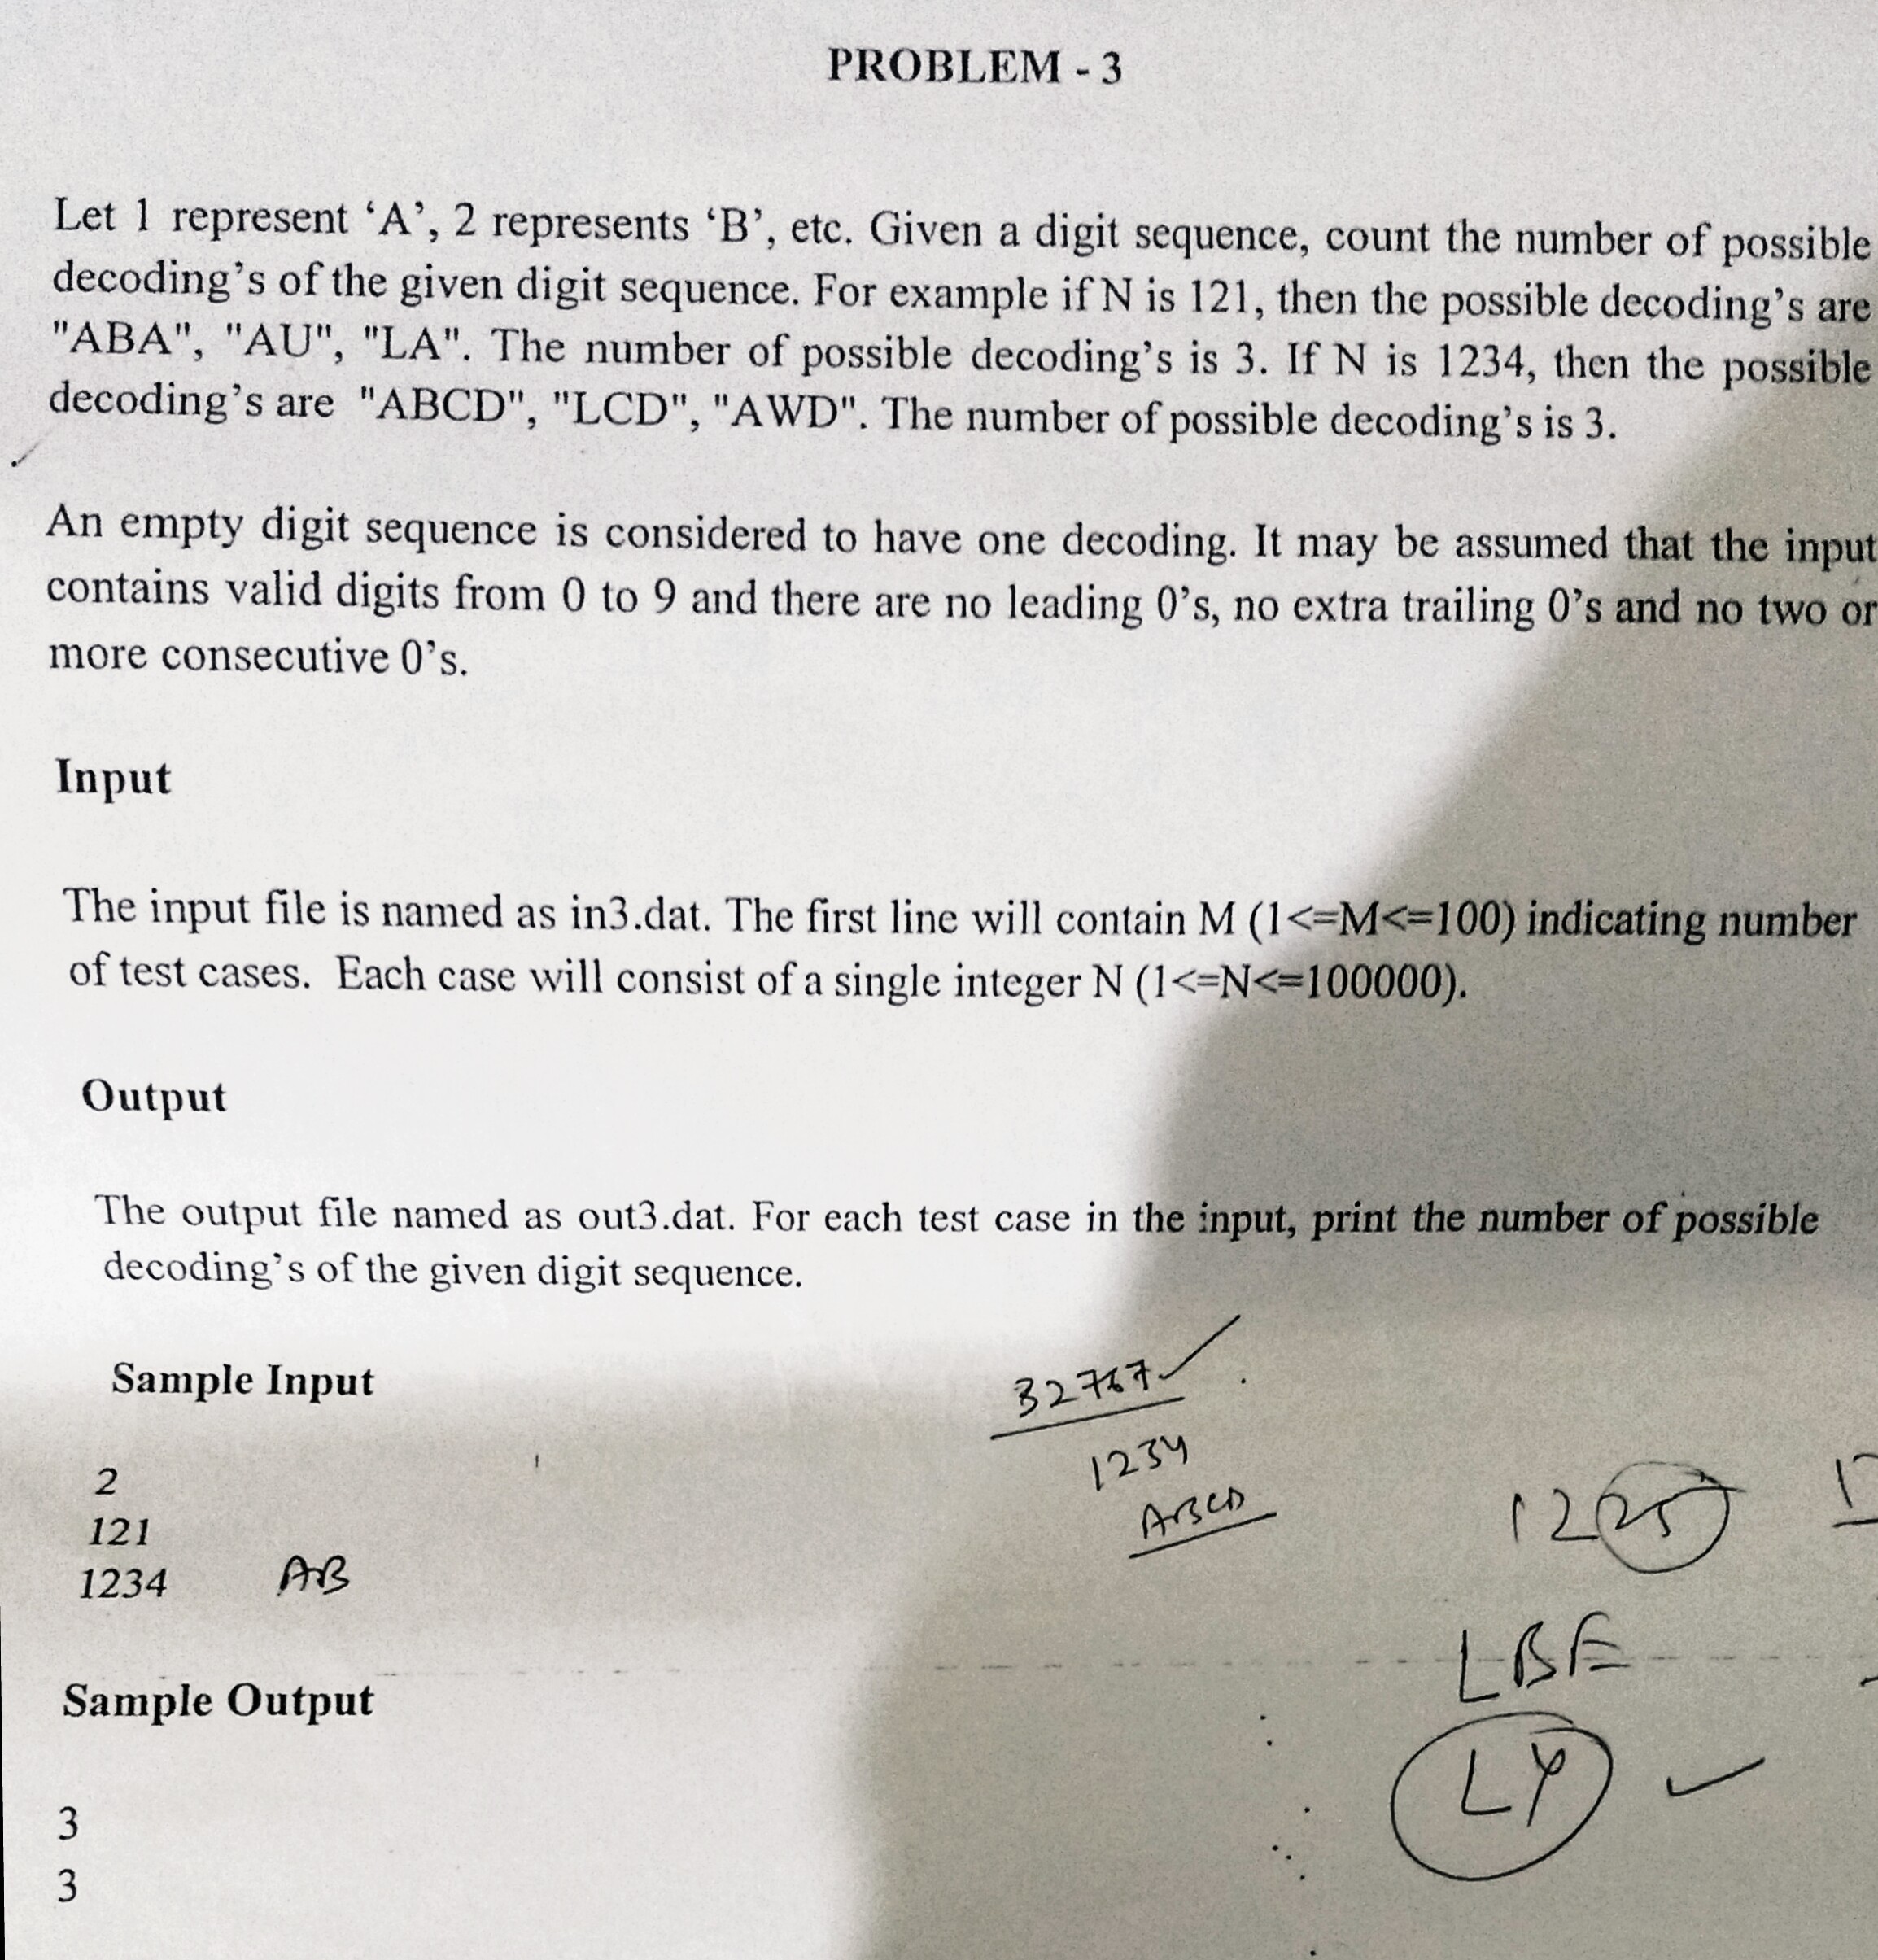 PROBLEM - 3
Let 1 represent ‘A’, 2 represents ‘B’, etc. Given a digit sequence, count the number of possible
decoding’s of the given digit sequence. For example if N is 121, then the possible decoding’s are
"ABA", "AU", "LA". The number of possible decoding’s is 3. If N is 1234, then the possible
decoding’s are "ABCD", "LCD", "AWD". The number of possible decoding’s is 3.
An empty digit sequence is considered to have one decoding. It may be assumed that the input
contains valid digits from 0 to 9 and there are no leading 0’s, no extra trailing 0’s and no two or
more consecutive 0’s.
Input
The input file is named as in3.dat. The first line will contain M (1<=M<=100) indicating number
of test cases. Each case will consist of a single integer N (1<=N<=100000).
Output
The output file named as out3.dat. For each test case in the input, print the number of possible
decoding’s of the given digit sequence.
Sample Input
32767
1234
ABCD
1225
2
121
1234 AB
LBE
LY
Sample Output
3
3